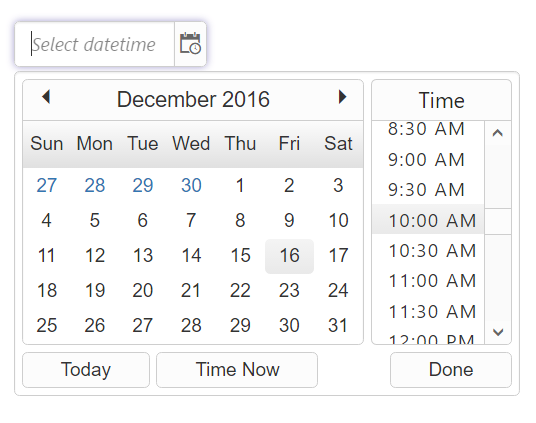 Select datetime
December 2016
Sun Mon Tue Wed Thu Fri Sat
27 28 29 30 1 2 3
4 5 6 7 8 9 10
11 12 13 14 15 16 17
18 19 20 21 22 23 24
25 26 27 28 29 30 31
Time
8:30 AM
9:00 AM
9:30 AM
10:00 AM
10:30 AM
11:00 AM
11:30 AM
12:00 PM
Today Time Now Done